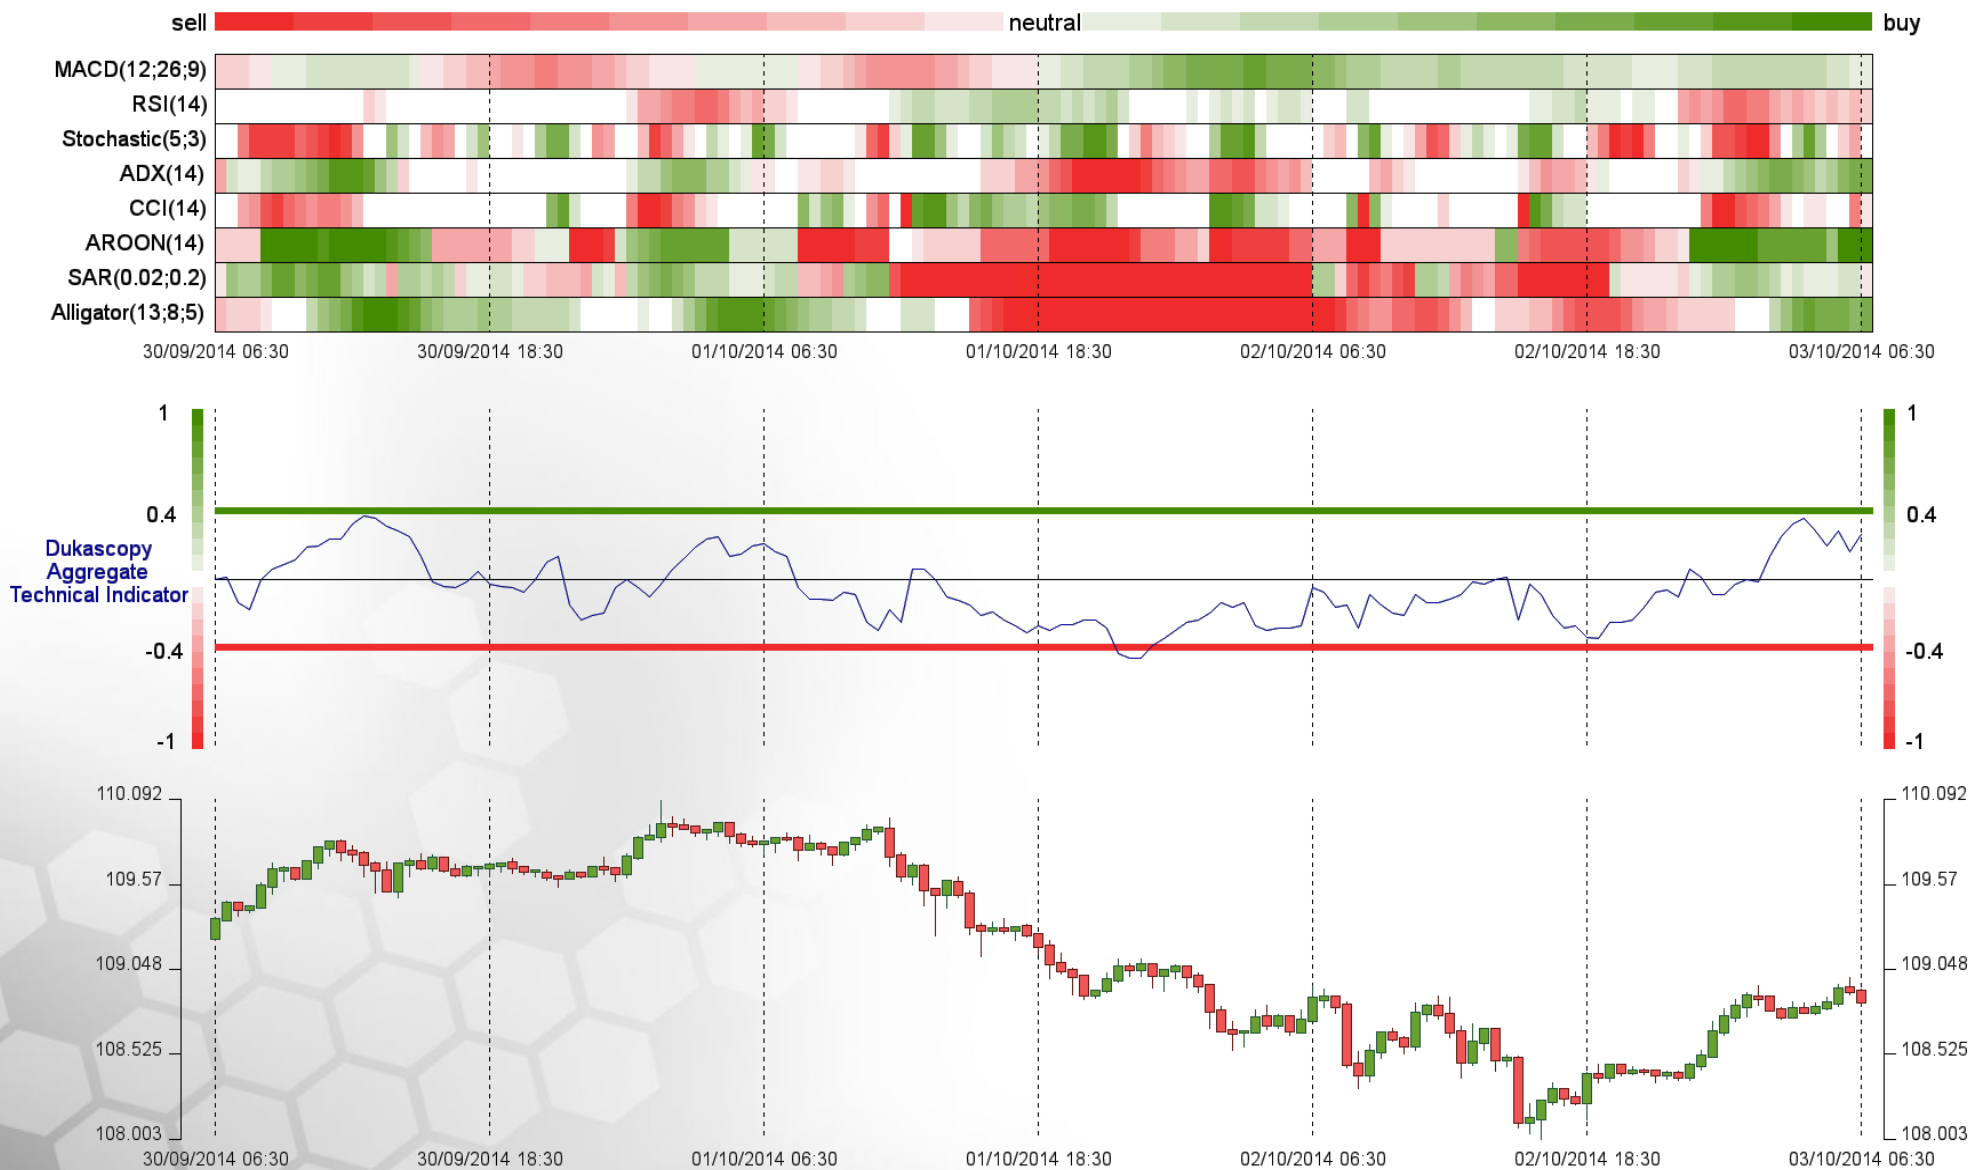 sell neutral buy
MACD(12;26;9)
RSI(14)
Stochastic(5;3)
ADX(14)
CCI(14)
AROON(14)
SAR(0.02;0.2)
Alligator(13;8;5)
30/09/2014 06:30 30/09/2014 18:30 01/10/2014 06:30 01/10/2014 18:30 02/10/2014 06:30 02/10/2014 18:30 03/10/2014 06:30
1 1
0.4 0.4
Dukascopy
Aggregate
Technical Indicator
-0.4 -0.4
-1 -1
110.092 110.092
109.57 109.57
109.048 109.048
108.525 108.525
108.003 108.003
30/09/2014 06:30 30/09/2014 18:30 01/10/2014 06:30 01/10/2014 18:30 02/10/2014 06:30 02/10/2014 18:30 03/10/2014 06:30